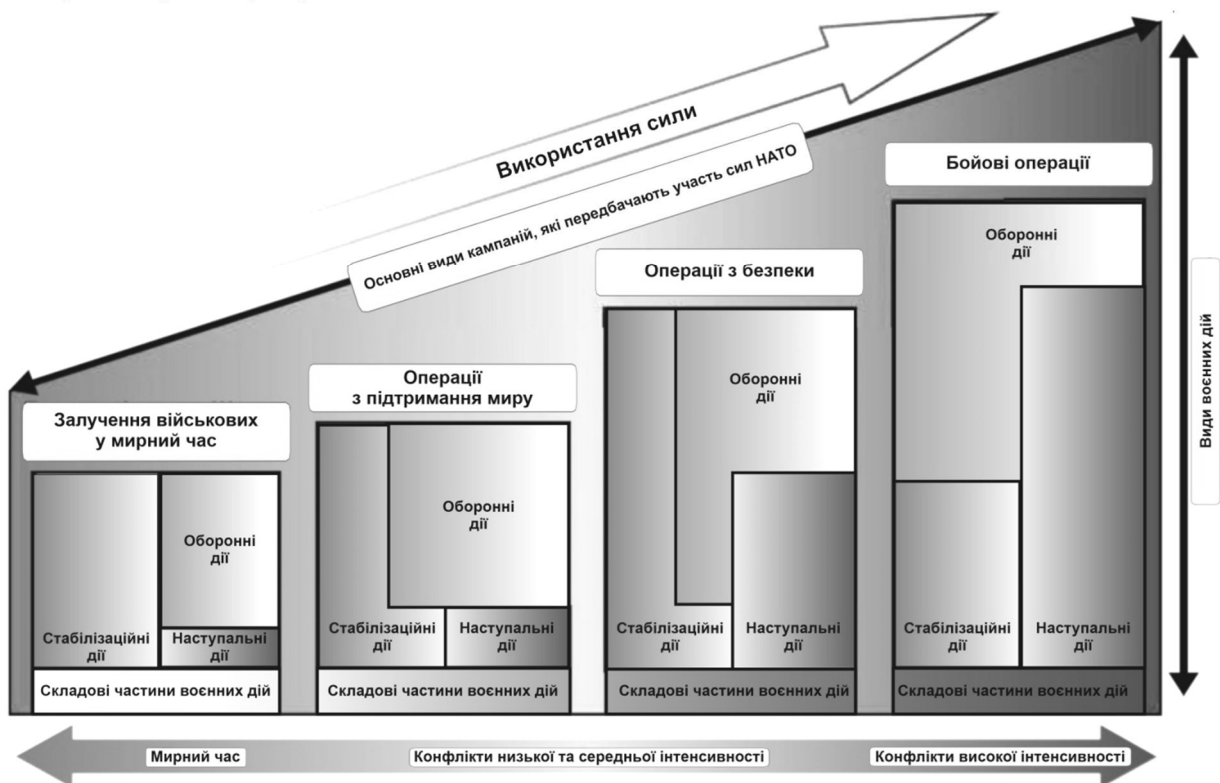 Використання сили
Основні види кампаній, які передбачають участь сил НАТО
Бойові операції
Оборонні
дії
Стабілізаційні
дії
Наступальні
дії
Складові частини воєнних дій
Операції з безпеки
Оборонні
дії
Стабілізаційні
дії
Наступальні
дії
Складові частини воєнних дій
Операції
з підтримання миру
Оборонні
дії
Стабілізаційні
дії
Наступальні
дії
Складові частини воєнних дій
Залучення військових
у мирний час
Оборонні
дії
Стабілізаційні
дії
Наступальні
дії
Складові частини воєнних дій
Види воєнних дій
Мирний час
Конфлікти низької та середньої інтенсивності
Конфлікти високої інтенсивності